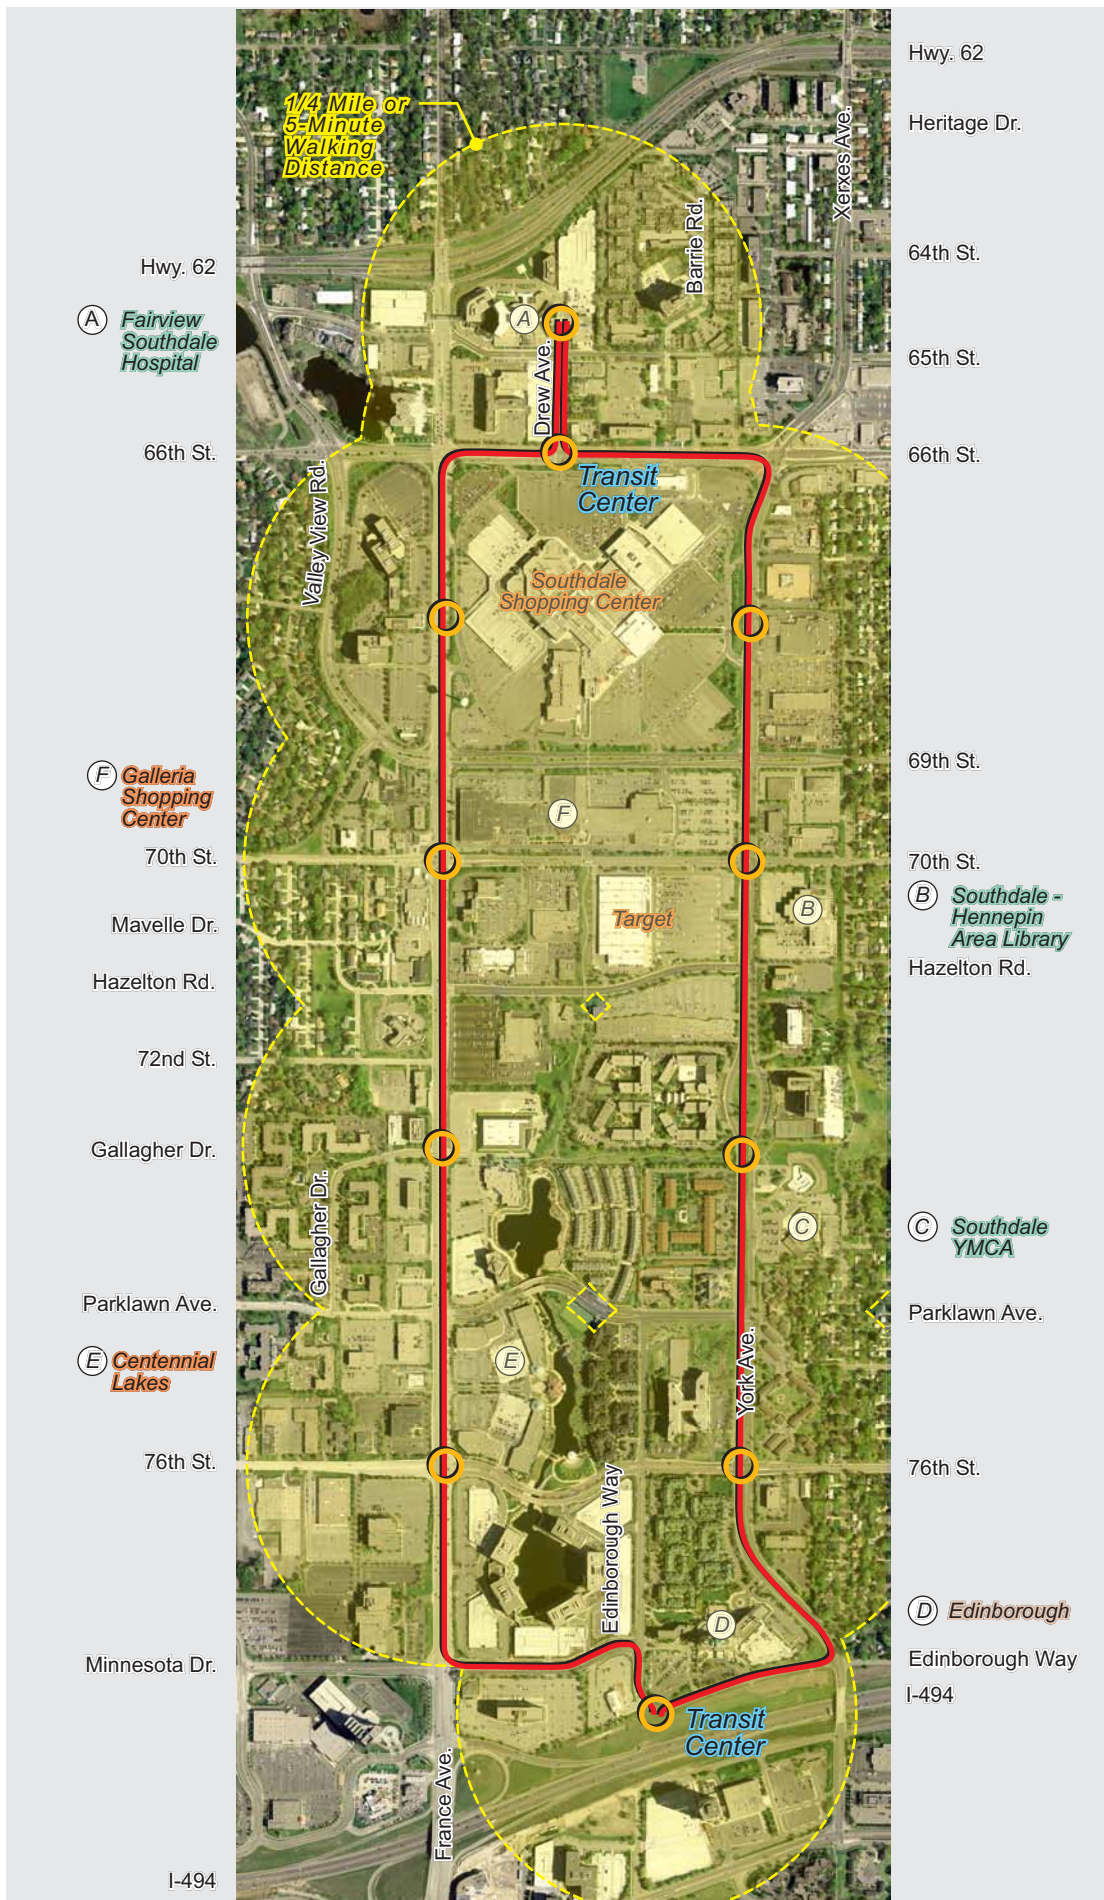 Hwy. 62
Heritage Dr.
1/4 Mile or
5-Minute
Walking
Distance
Xerxes Ave.
Barrie Rd.
64th St.
Hwy. 62
A
Fairview
Southdale
Hospital
A
Drew Ave.
65th St.
66th St.
66th St.
Transit
Center
Valley View Rd.
Southdale
Shopping Center
69th St.
F
Galleria
Shopping
Center
F
70th St.
70th St.
B
Southdale -
Hennepin
Area Library
B
Target
Mavelle Dr.
Hazelton Rd.
Hazelton Rd.
72nd St.
Gallagher Dr.
Gallagher Dr.
C
C
Southdale
YMCA
Parklawn Ave.
Parklawn Ave.
E
Centennial
Lakes
E
York Ave.
76th St.
76th St.
Edinborough Way
D
D
Edinborough
Minnesota Dr.
Edinborough Way
I-494
Transit
Center
France Ave.
I-494